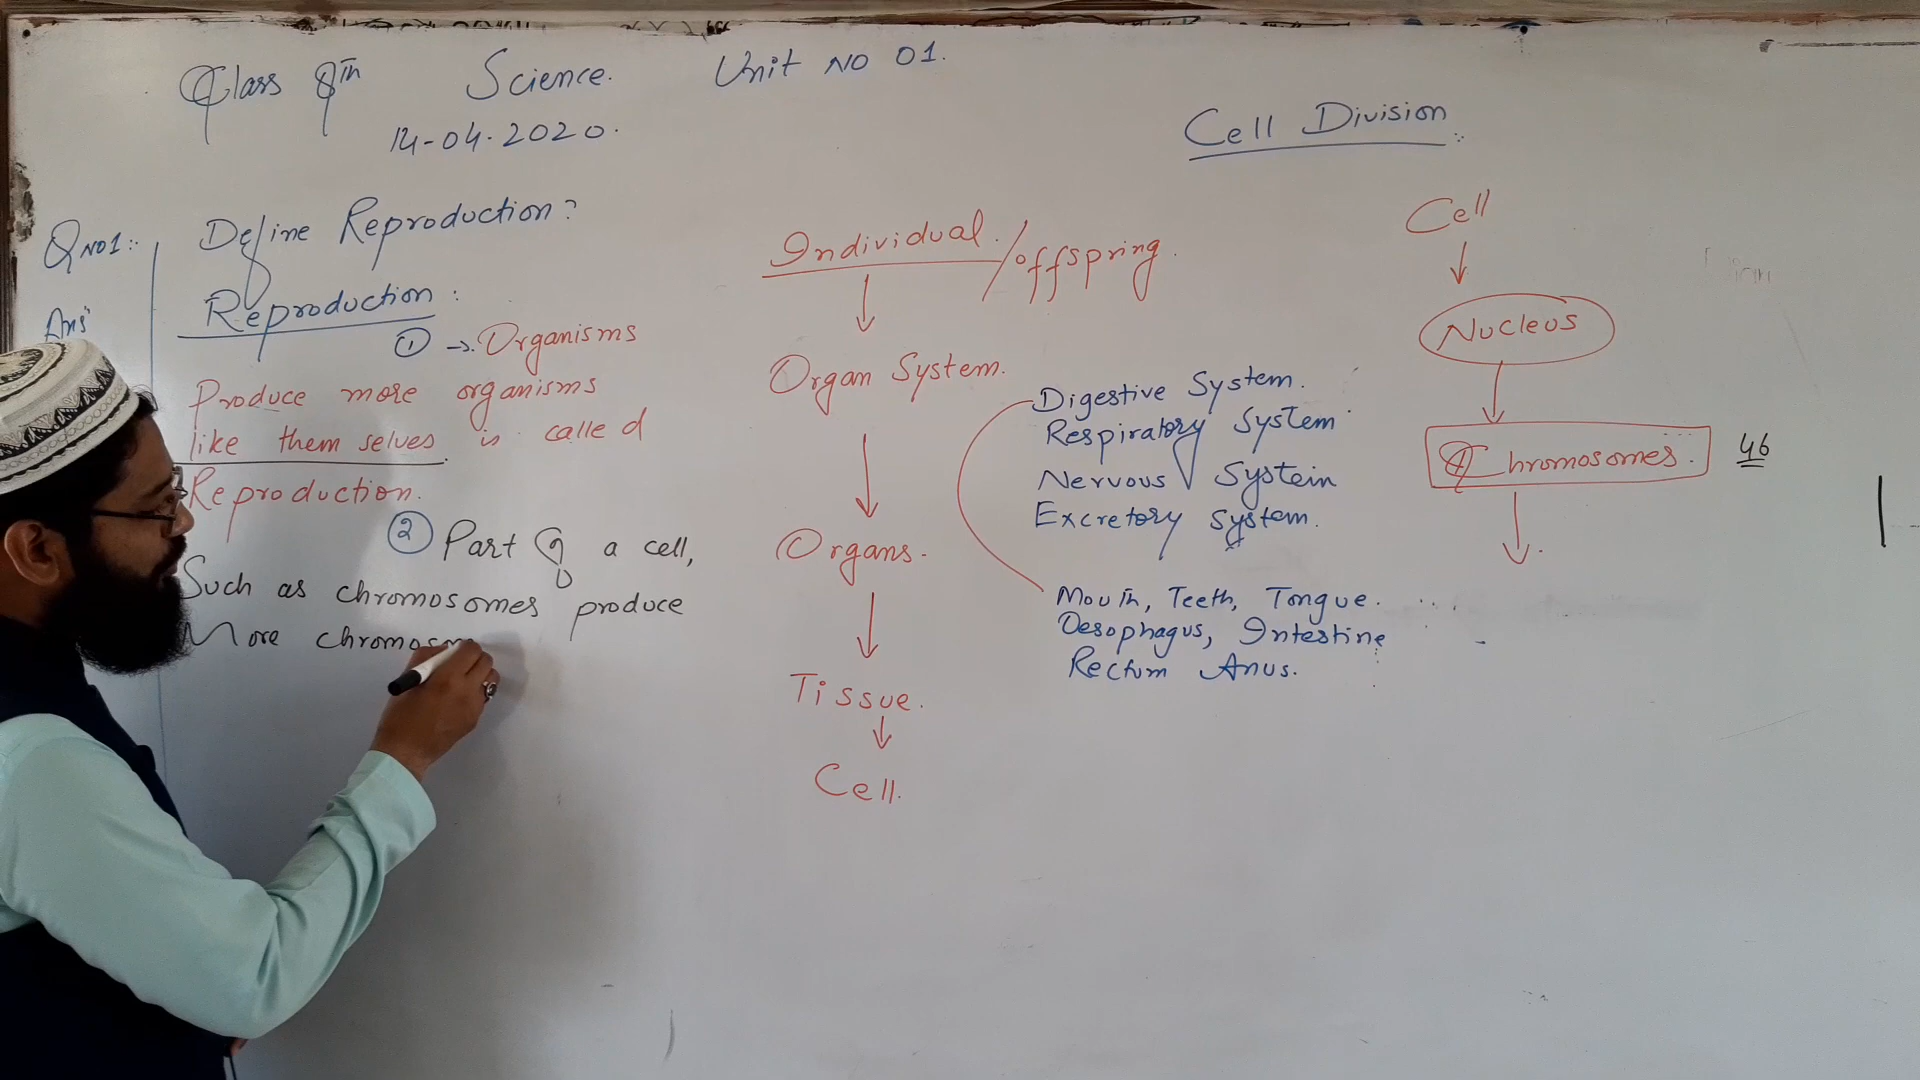 Class 8th Science. Unit NO 01.
14-04-2020.
Cell Division
QNO1:. Define Reproduction?
Ans
Reproduction:
① → Organisms
Produce more organisms
like them selves is called
Reproduction.
② Part of a cell,
Such as chromosomes produce
More chromosm
Individual. / offspring.
Organ System.
Organs.
Tissue.
Cell.
Digestive System.
Respiratory System
Nervous System
Excretory System.
Mouth, Teeth, Tongue. ...
Oesophagus, Intestine
Rectum Anus.
Cell
Nucleus
Chromosomes. 46